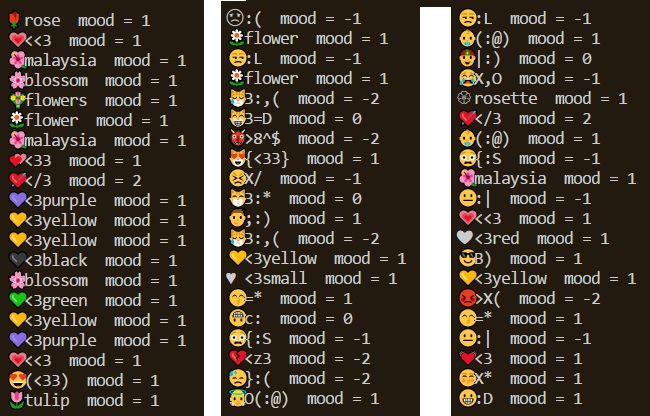 🌹rose mood = 1
💗<<3 mood = 1
🌺malaysia mood = 1
🌸blossom mood = 1
💐flowers mood = 1
🌼flower mood = 1
🌺malaysia mood = 1
💕<33 mood = 1
💘</3 mood = 2
💜<3purple mood = 1
💛<3yellow mood = 1
💛<3yellow mood = 1
🖤<3black mood = 1
🌸blossom mood = 1
💚<3green mood = 1
💛<3yellow mood = 1
💜<3purple mood = 1
💗<<3 mood = 1
😍(<33) mood = 1
🌷tulip mood = 1
☹:( mood = -1
🌼flower mood = 1
😒:L mood = -1
🌼flower mood = 1
😿3:,( mood = -2
😸3=D mood = 0
👹>8^$ mood = -2
😻{<33} mood = 1
😣X/ mood = -1
😽3:* mood = 0
👨;:) mood = 1
😿3:,( mood = -2
💛<3yellow mood = 1
♥<3small mood = 1
😙=* mood = 1
👴c: mood = 0
😳{:S mood = -1
💔<z3 mood = -2
😓}:( mood = -2
👼O(:@) mood = 1
😒:L mood = -1
👶(:@) mood = 1
👲|:) mood = 0
😂X,O mood = -1
🏵rosette mood = 1
💘</3 mood = 2
👶(:@) mood = 1
😳{:S mood = -1
🌺malaysia mood = 1
😐:| mood = -1
💗<<3 mood = 1
❤<3red mood = 1
😎B) mood = 1
💛<3yellow mood = 1
😡>X( mood = -2
😙=* mood = 1
😐:| mood = -1
💓<3 mood = 1
😚X* mood = 1
😀:D mood = 1